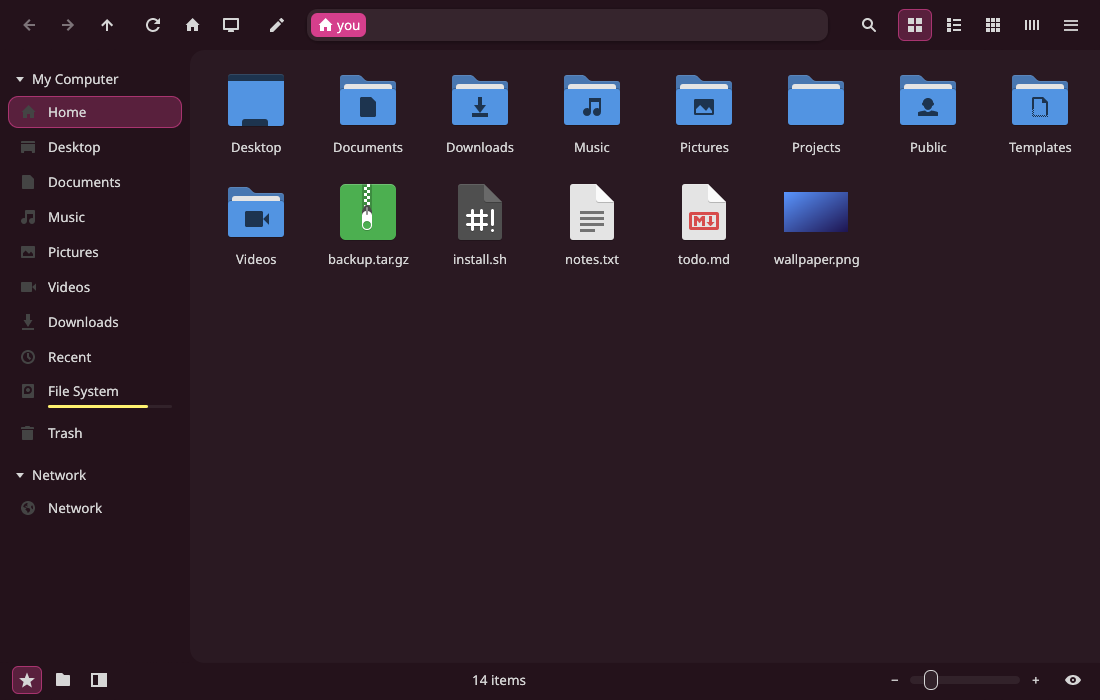 you
My Computer
Home
Desktop
Documents
Music
Pictures
Videos
Downloads
Recent
File System
Trash
Network
Network
Desktop
Documents
Downloads
Music
Pictures
Projects
Public
Templates
Videos
backup.tar.gz
install.sh
notes.txt
todo.md
wallpaper.png
14 items